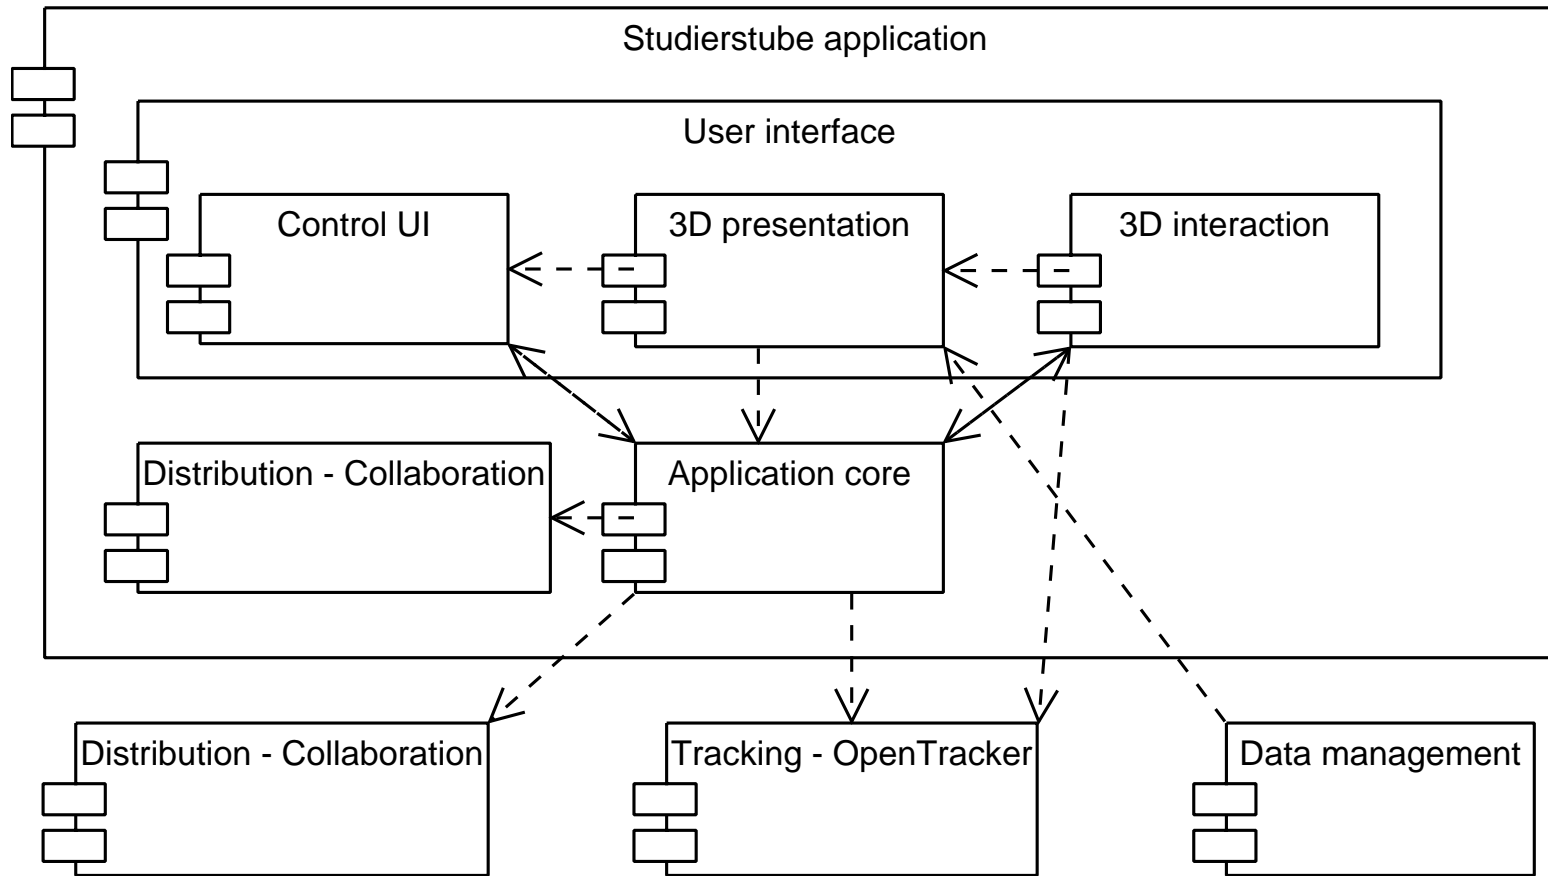 Studierstube application
User interface
Control UI
3D presentation
3D interaction
Distribution - Collaboration
Application core
Distribution - Collaboration
Tracking - OpenTracker
Data management